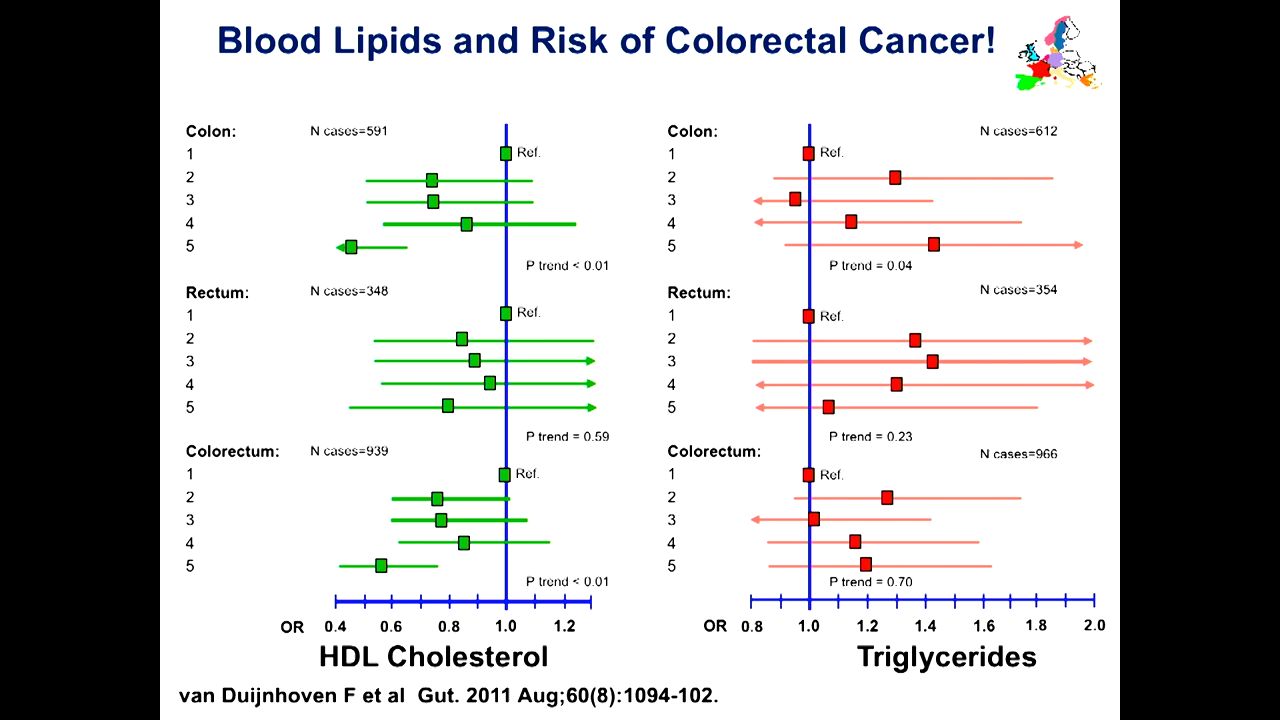 Blood Lipids and Risk of Colorectal Cancer!
Colon: N cases=591
1 Ref.
2
3
4
5
P trend < 0.01
Rectum: N cases=348
1 Ref.
2
3
4
5
P trend = 0.59
Colorectum: N cases=939
1 Ref.
2
3
4
5
P trend < 0.01
OR 0.4 0.6 0.8 1.0 1.2
HDL Cholesterol
Colon: N cases=612
1 Ref.
2
3
4
5
P trend = 0.04
Rectum: N cases=354
1 Ref.
2
3
4
5
P trend = 0.23
Colorectum: N cases=966
1 Ref.
2
3
4
5
P trend = 0.70
OR 0.8 1.0 1.2 1.4 1.6 1.8 2.0
Triglycerides
van Duijnhoven F et al Gut. 2011 Aug;60(8):1094-102.